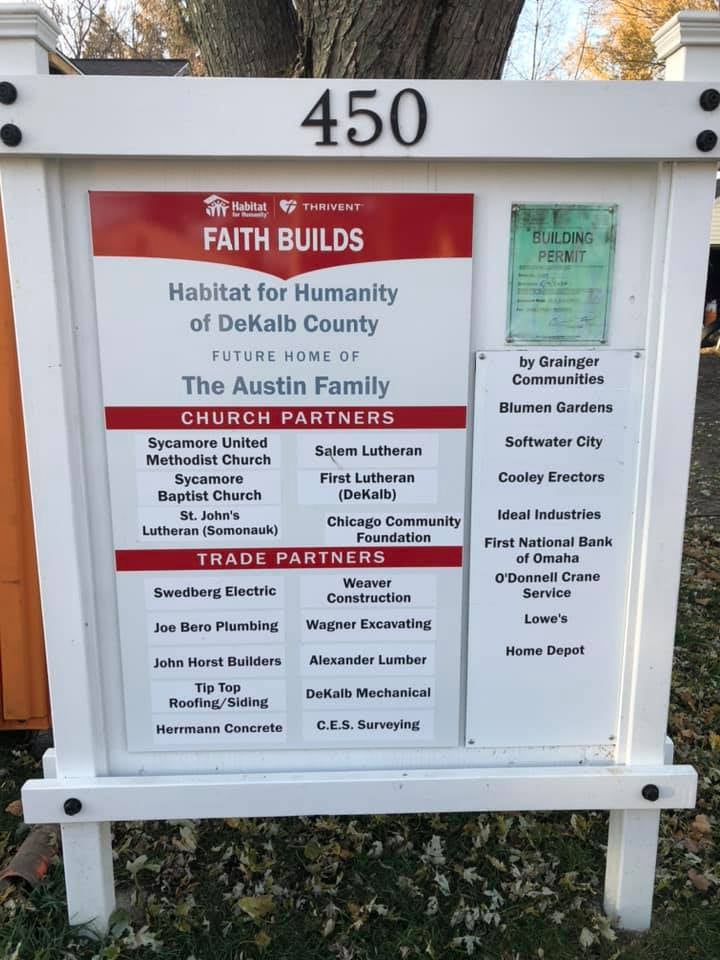 450
Habitat
for Humanity
THRIVENT
FAITH BUILDS
Habitat for Humanity
of DeKalb County
FUTURE HOME OF
The Austin Family
CHURCH PARTNERS
Sycamore United
Methodist Church
Salem Lutheran
Sycamore
Baptist Church
First Lutheran
(DeKalb)
St. John's
Lutheran (Somonauk)
Chicago Community
Foundation
TRADE PARTNERS
Swedberg Electric
Weaver
Construction
Joe Bero Plumbing
Wagner Excavating
John Horst Builders
Alexander Lumber
Tip Top
Roofing/Siding
DeKalb Mechanical
Herrmann Concrete
C.E.S. Surveying
BUILDING
PERMIT
by Grainger
Communities
Blumen Gardens
Softwater City
Cooley Erectors
Ideal Industries
First National Bank
of Omaha
O'Donnell Crane
Service
Lowe's
Home Depot